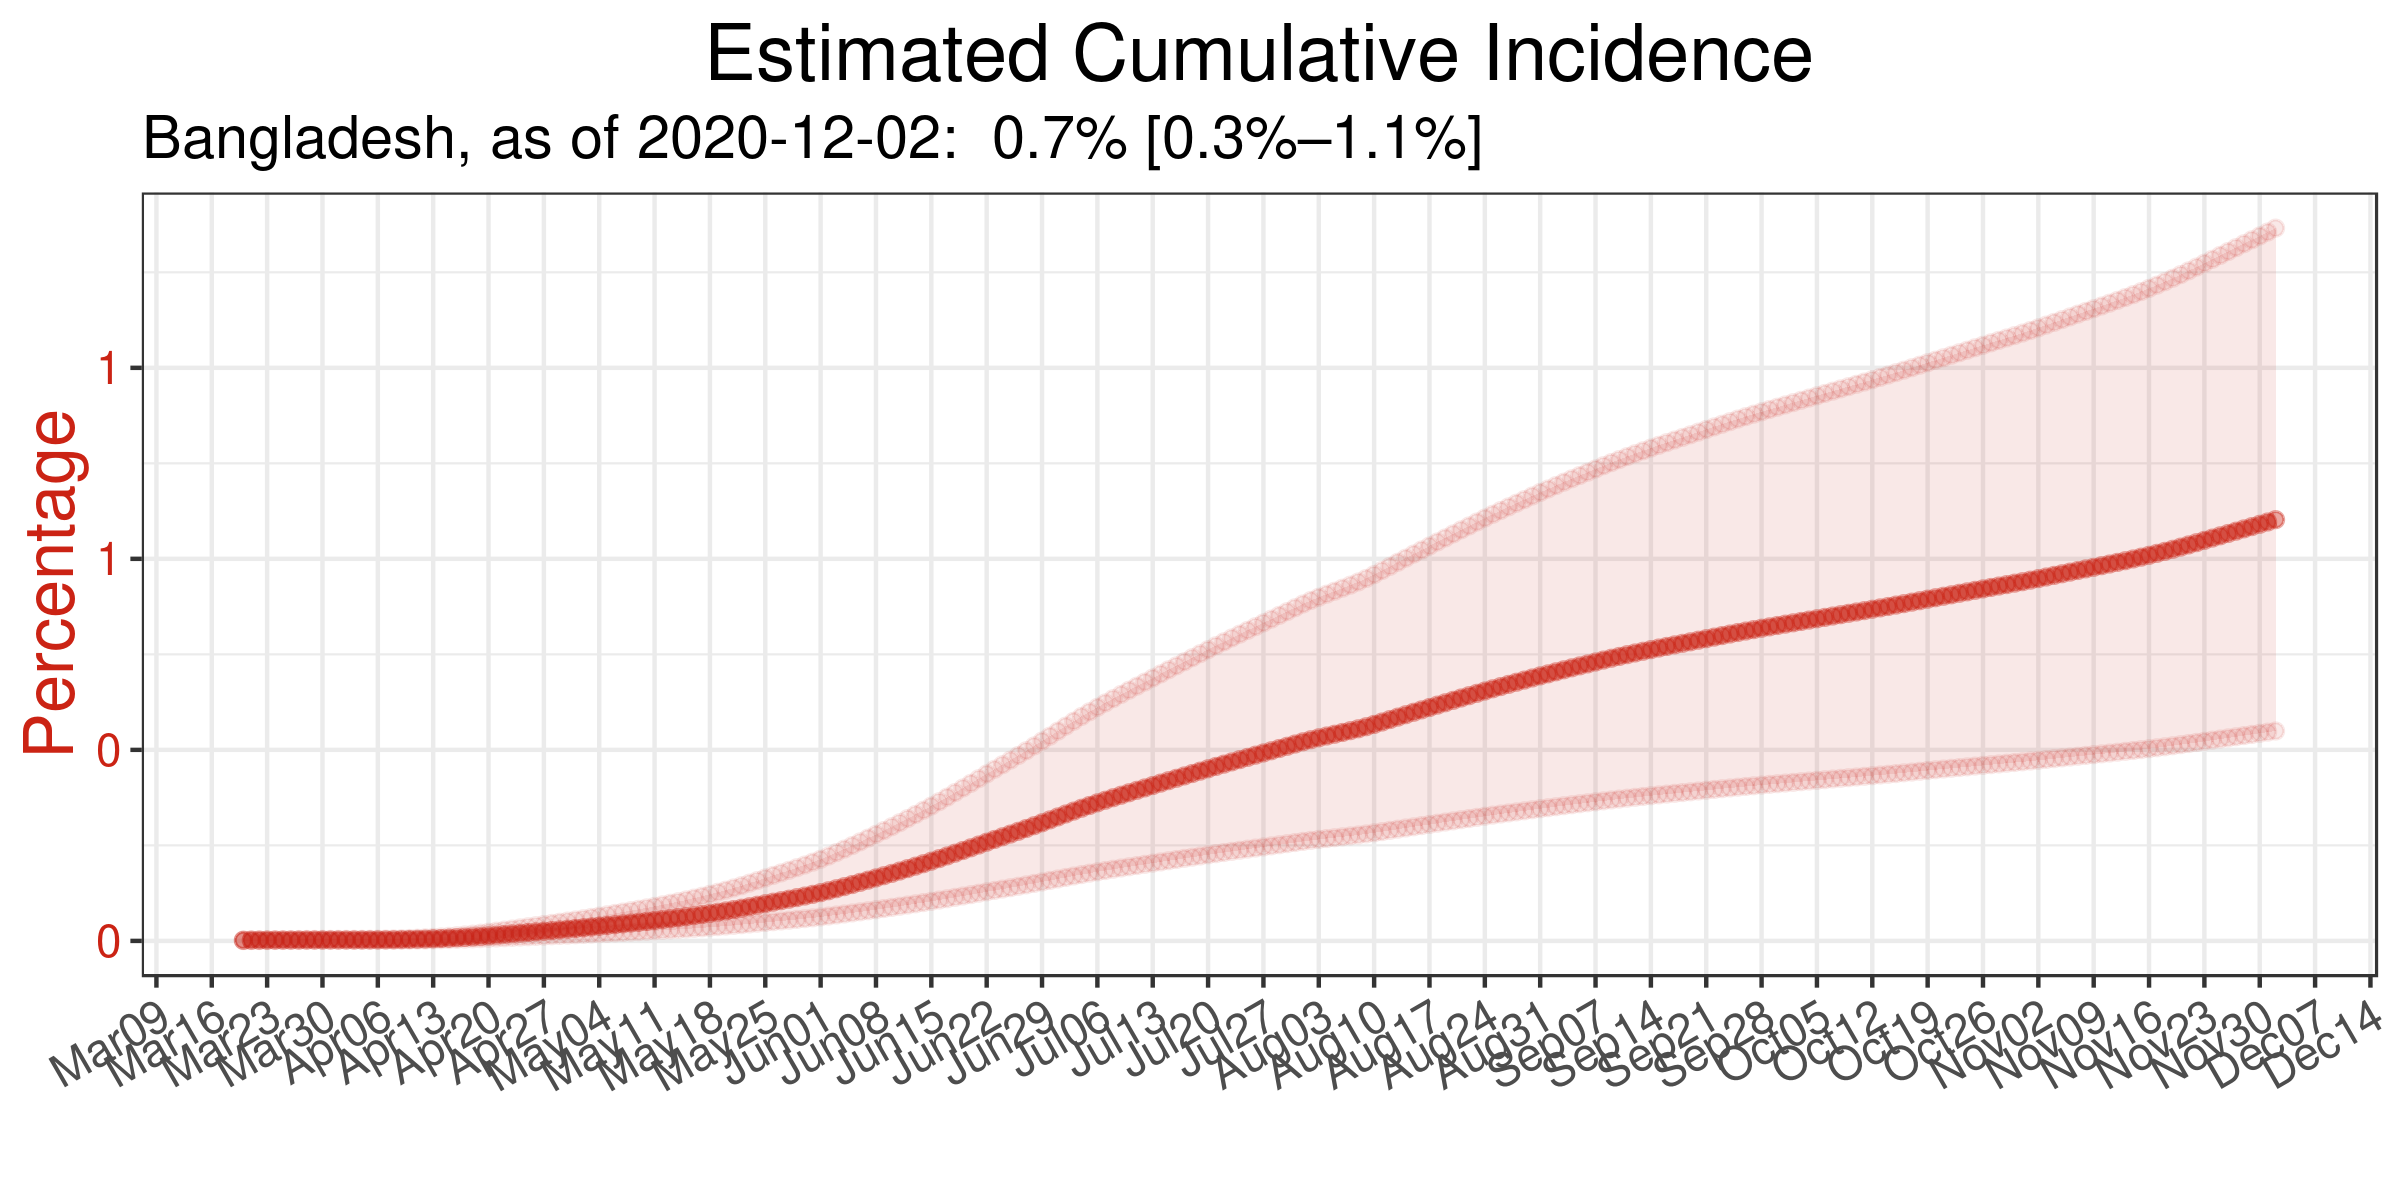 Estimated Cumulative Incidence
Bangladesh, as of 2020-12-02:  0.7% [0.3%–1.1%]
Percentage
1
1
0
0
Mar09
Mar16
Mar23
Mar30
Apr06
Apr13
Apr20
Apr27
May04
May11
May18
May25
Jun01
Jun08
Jun15
Jun22
Jun29
Jul06
Jul13
Jul20
Jul27
Aug03
Aug10
Aug17
Aug24
Aug31
Sep07
Sep14
Sep21
Sep28
Oct05
Oct12
Oct19
Oct26
Nov02
Nov09
Nov16
Nov23
Nov30
Dec07
Dec14